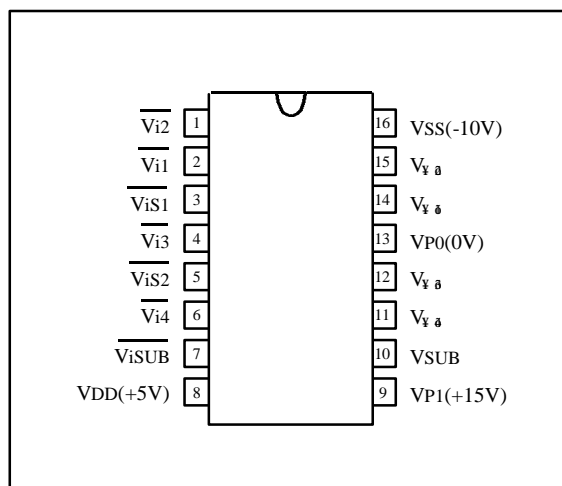 Vi2 1 16 VSS(-10V)
Vi1 2 15
ViS1 3 14
Vi3 4 13 VP0(0V)
ViS2 5 12
Vi4 6 11
ViSUB 7 10 VSUB
VDD(+5V) 8 9 VP1(+15V)